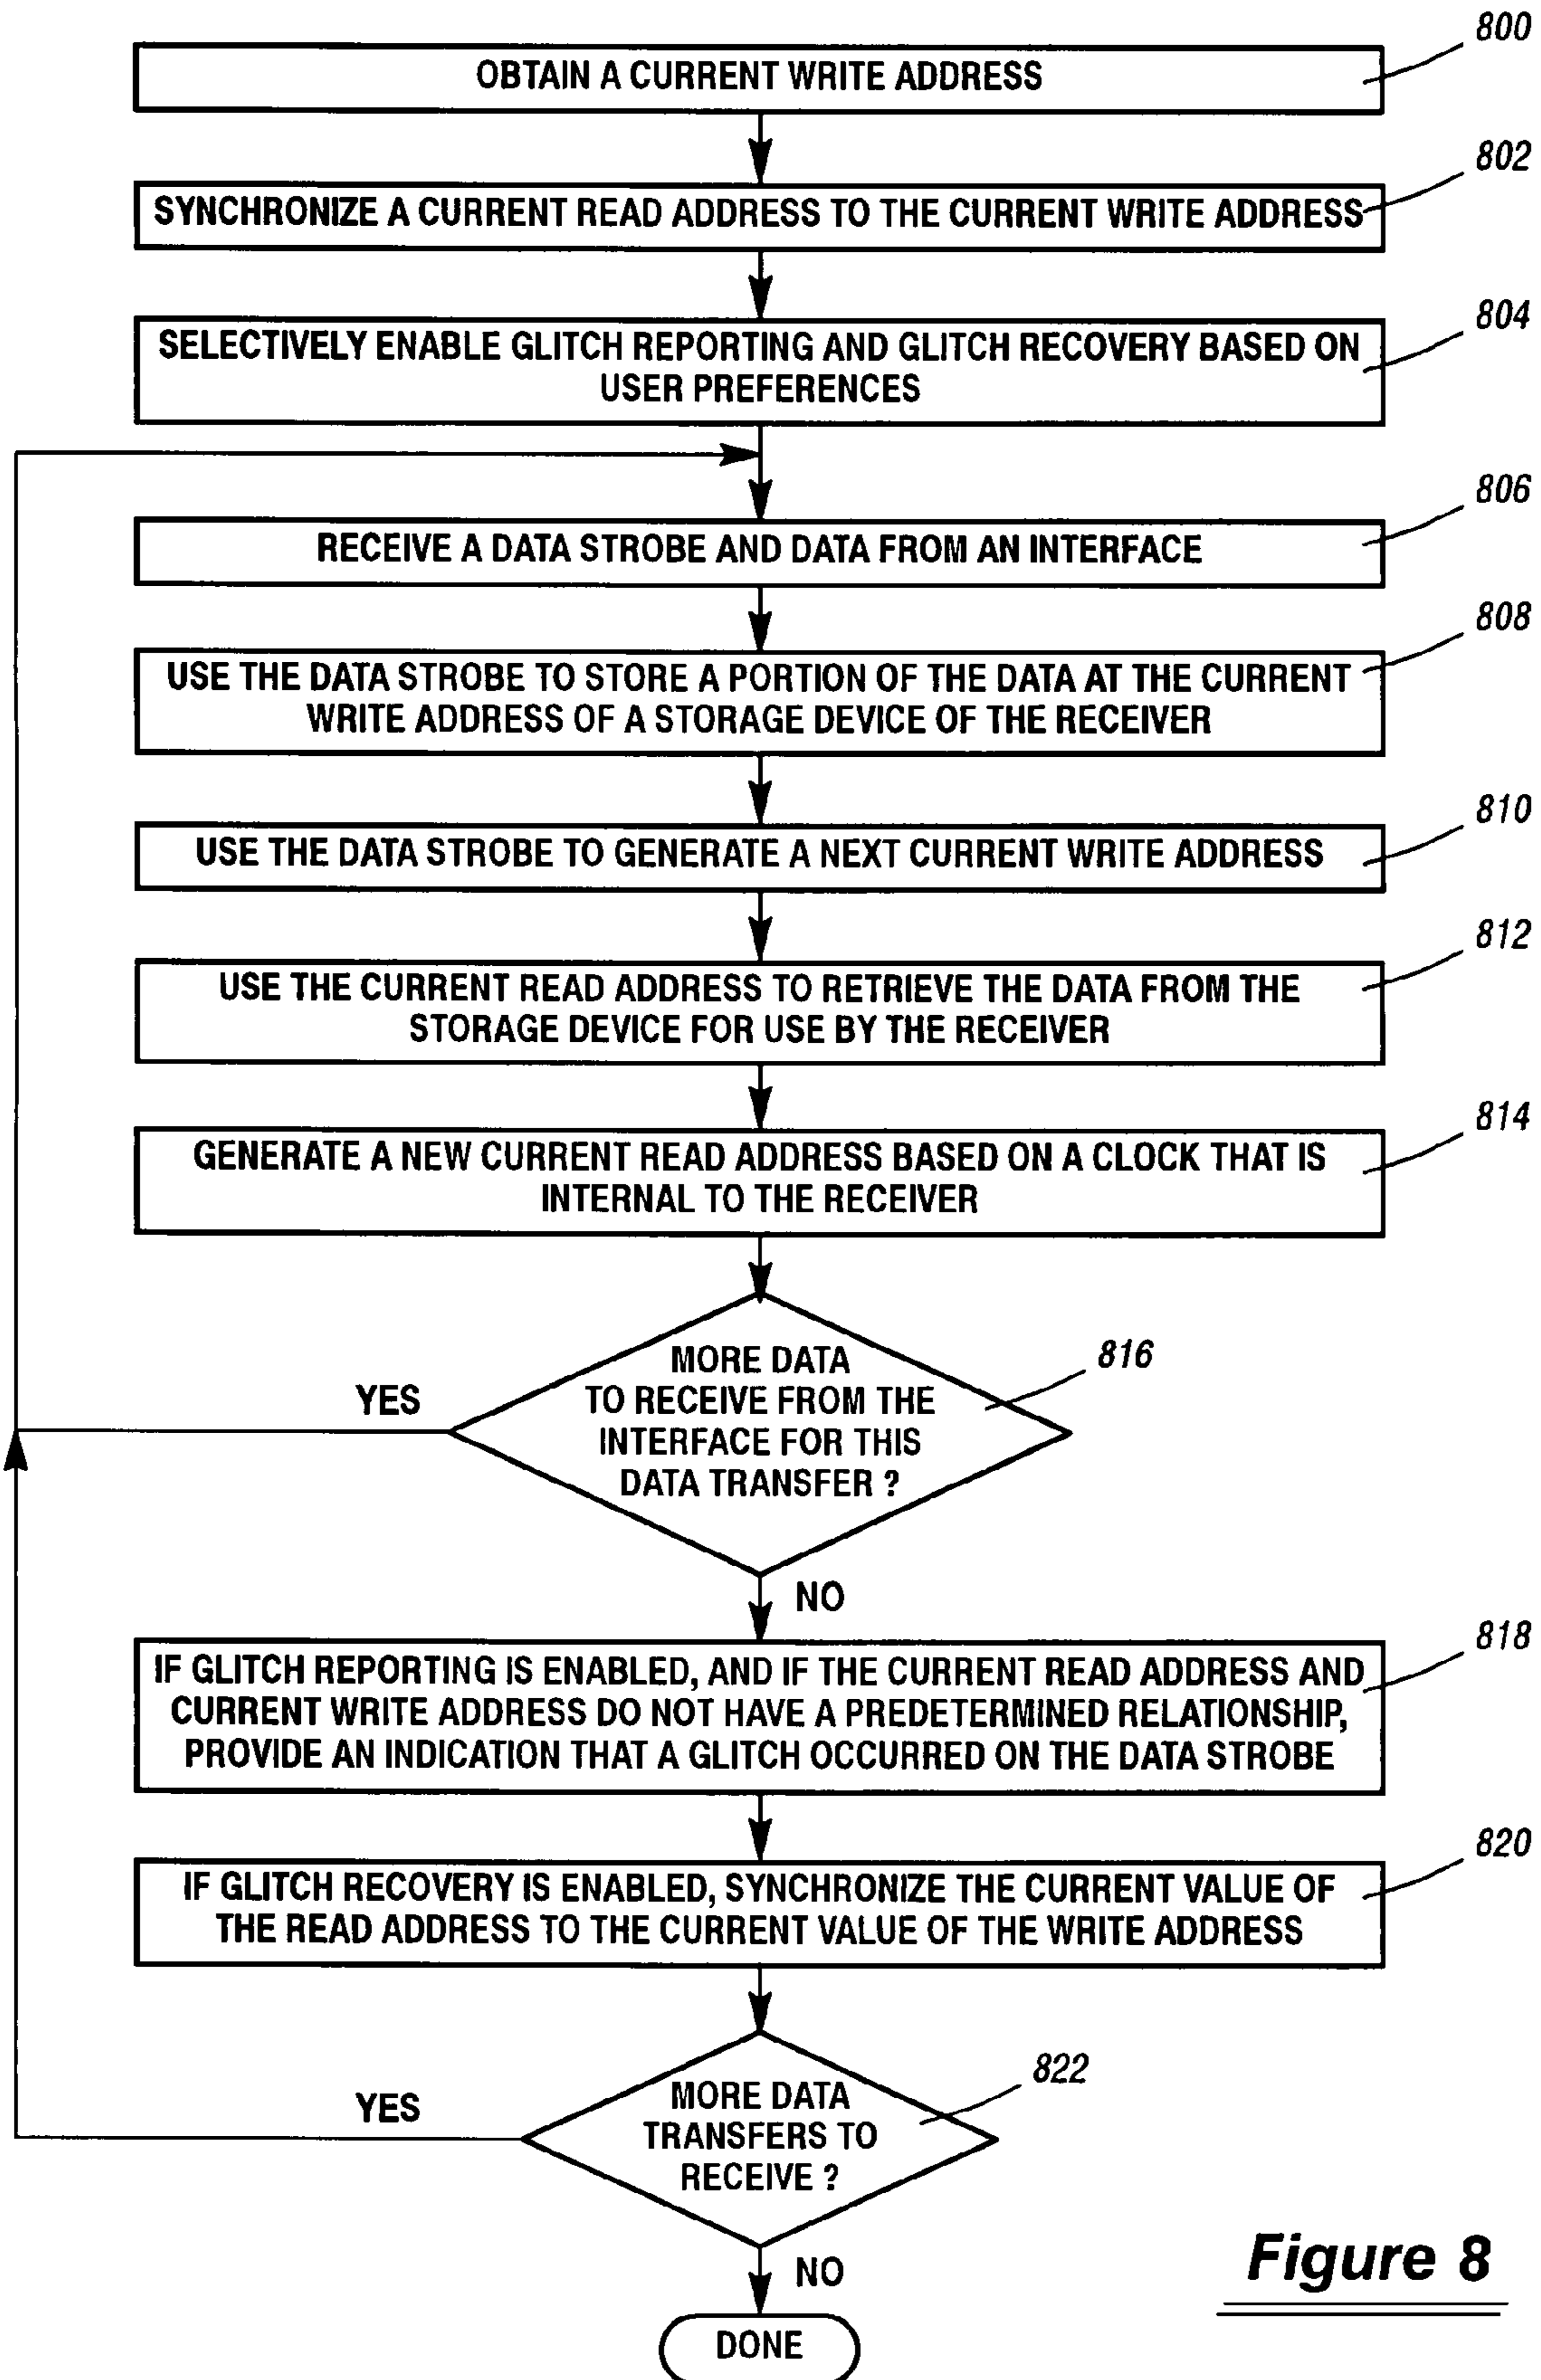 800
OBTAIN A CURRENT WRITE ADDRESS
802
SYNCHRONIZE A CURRENT READ ADDRESS TO THE CURRENT WRITE ADDRESS
804
SELECTIVELY ENABLE GLITCH REPORTING AND GLITCH RECOVERY BASED ON
USER PREFERENCES
806
RECEIVE A DATA STROBE AND DATA FROM AN INTERFACE
808
USE THE DATA STROBE TO STORE A PORTION OF THE DATA AT THE CURRENT
WRITE ADDRESS OF A STORAGE DEVICE OF THE RECEIVER
810
USE THE DATA STROBE TO GENERATE A NEXT CURRENT WRITE ADDRESS
812
USE THE CURRENT READ ADDRESS TO RETRIEVE THE DATA FROM THE
STORAGE DEVICE FOR USE BY THE RECEIVER
814
GENERATE A NEW CURRENT READ ADDRESS BASED ON A CLOCK THAT IS
INTERNAL TO THE RECEIVER
816
MORE DATA
TO RECEIVE FROM THE
INTERFACE FOR THIS
DATA TRANSFER ?
YES
NO
818
IF GLITCH REPORTING IS ENABLED, AND IF THE CURRENT READ ADDRESS AND
CURRENT WRITE ADDRESS DO NOT HAVE A PREDETERMINED RELATIONSHIP,
PROVIDE AN INDICATION THAT A GLITCH OCCURRED ON THE DATA STROBE
820
IF GLITCH RECOVERY IS ENABLED, SYNCHRONIZE THE CURRENT VALUE OF
THE READ ADDRESS TO THE CURRENT VALUE OF THE WRITE ADDRESS
822
MORE DATA
TRANSFERS TO
RECEIVE ?
YES
NO
DONE
Figure 8